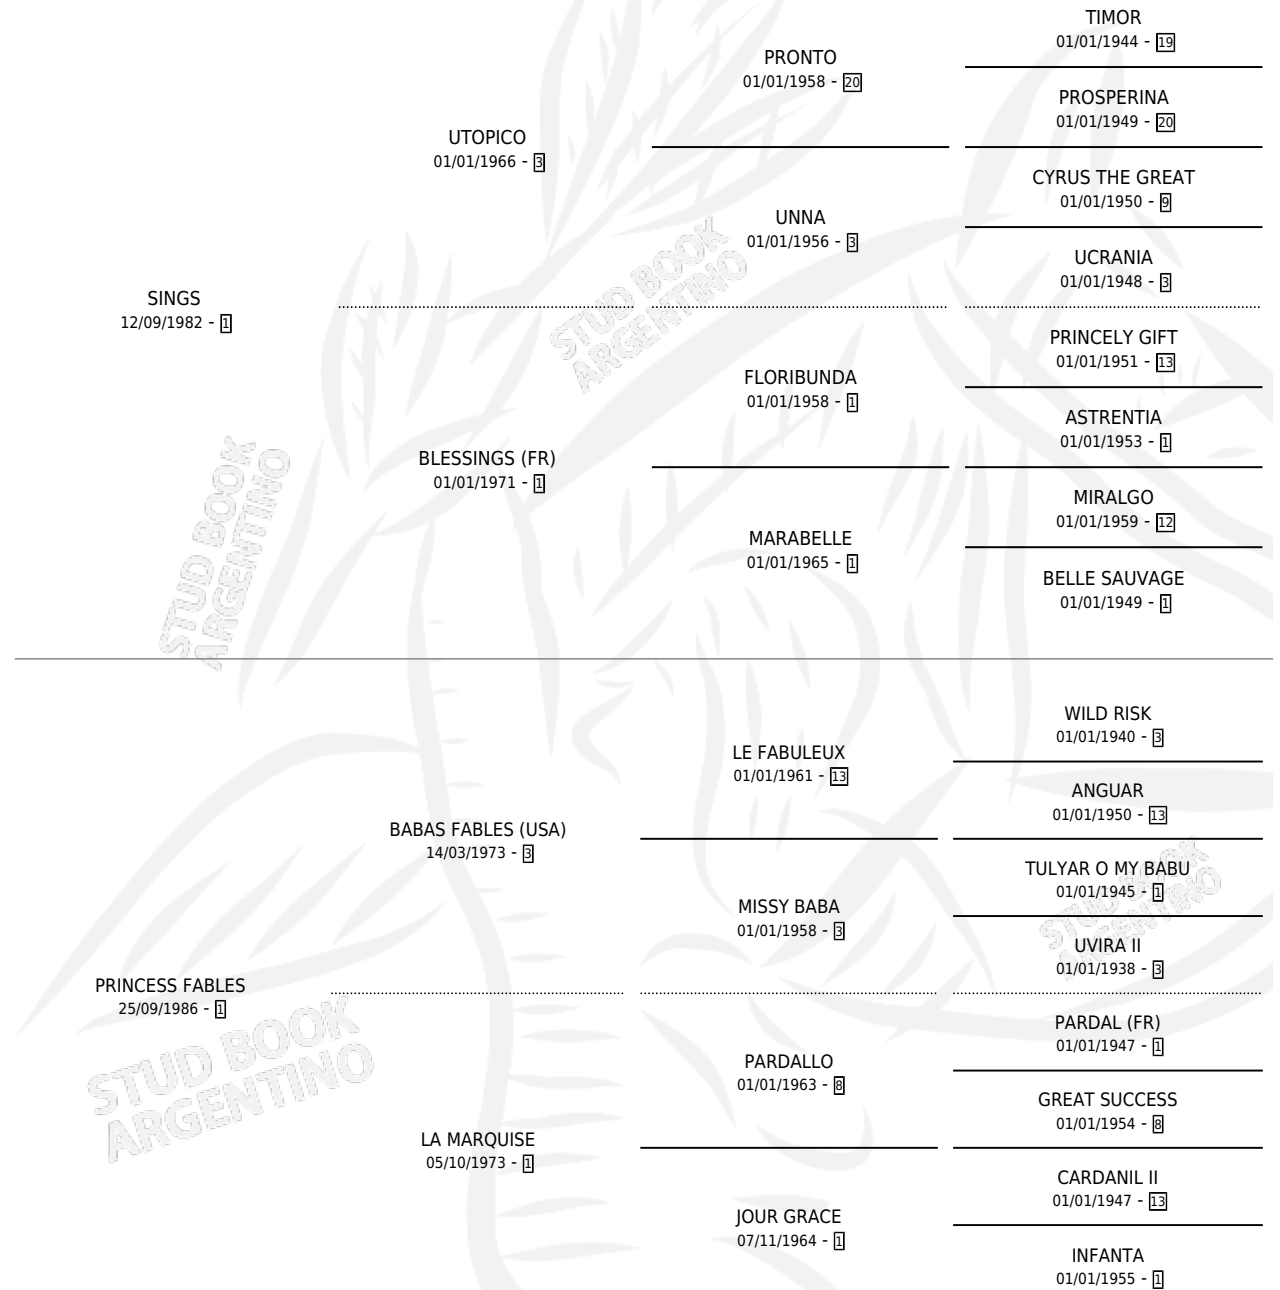 TIMOR
01/01/1944 - 19
PRONTO
01/01/1958 - 20
PROSPERINA
01/01/1949 - 20
UTOPICO
01/01/1966 - 3
CYRUS THE GREAT
01/01/1950 - 9
UNNA
01/01/1956 - 3
UCRANIA
01/01/1948 - 3
SINGS
12/09/1982 - 1
PRINCELY GIFT
01/01/1951 - 13
FLORIBUNDA
01/01/1958 - 1
ASTRENTIA
01/01/1953 - 1
BLESSINGS (FR)
01/01/1971 - 1
MIRALGO
01/01/1959 - 12
MARABELLE
01/01/1965 - 1
BELLE SAUVAGE
01/01/1949 - 1
WILD RISK
01/01/1940 - 3
LE FABULEUX
01/01/1961 - 13
ANGUAR
01/01/1950 - 13
BABAS FABLES (USA)
14/03/1973 - 3
TULYAR O MY BABU
01/01/1945 - 1
MISSY BABA
01/01/1958 - 3
UVIRA II
01/01/1938 - 3
PRINCESS FABLES
25/09/1986 - 1
PARDAL (FR)
01/01/1947 - 1
PARDALLO
01/01/1963 - 8
GREAT SUCCESS
01/01/1954 - 8
LA MARQUISE
05/10/1973 - 1
CARDANIL II
01/01/1947 - 13
JOUR GRACE
07/11/1964 - 1
INFANTA
01/01/1955 - 1
STUD BOOK
ARGENTINO
STUD BOOK
ARGENTINO
STUD BOOK
ARGENTINO
STUD BOOK
ARGENTINO